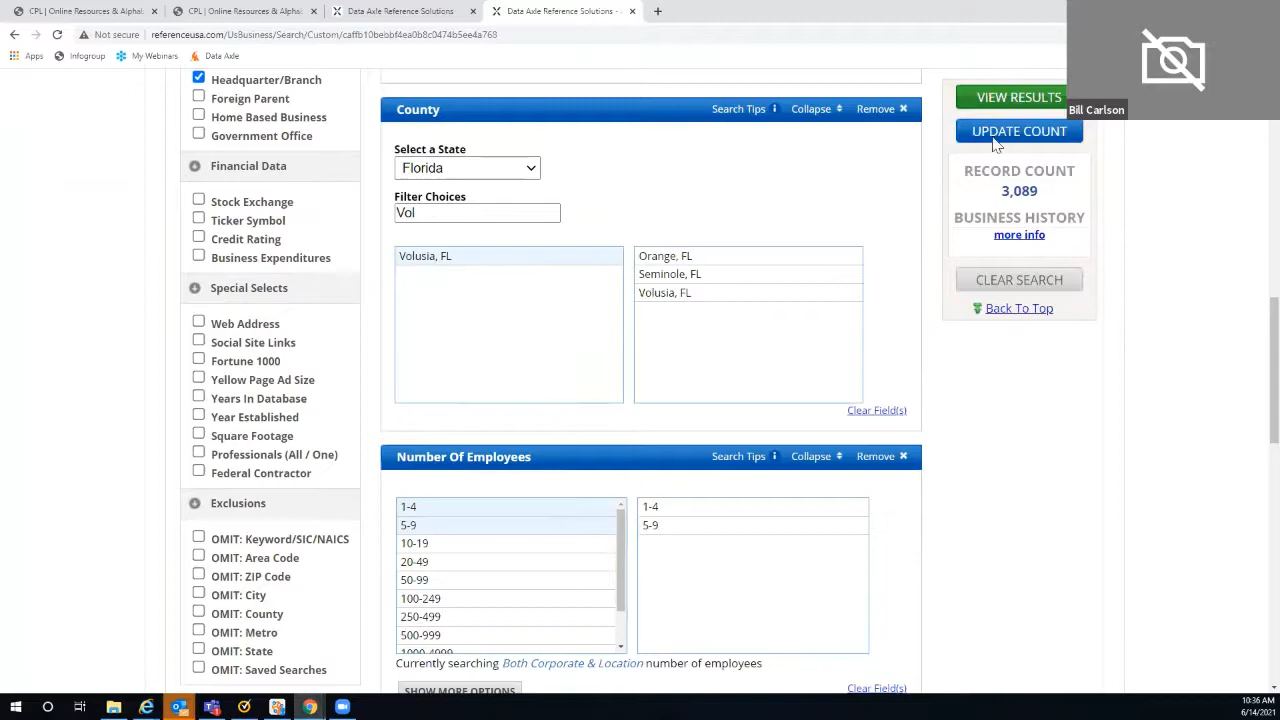 CPL | Online Resources & Alphab
CPL | Online Resources & Alphab
Data Axle Reference Solutions
Data Axle Reference Solutions -
Not secure | referenceusa.com/UsBusiness/Search/Custom/caffb10bebbf4ea0b8c0474b5ee4a768
Apps Infogroup My Webinars Data Axle
Bill Carlson
Headquarter/Branch
Foreign Parent
Home Based Business
Government Office
Financial Data
Stock Exchange
Ticker Symbol
Credit Rating
Business Expenditures
Special Selects
Web Address
Social Site Links
Fortune 1000
Yellow Page Ad Size
Years In Database
Year Established
Square Footage
Professionals (All / One)
Federal Contractor
Exclusions
OMIT: Keyword/SIC/NAICS
OMIT: Area Code
OMIT: ZIP Code
OMIT: City
OMIT: County
OMIT: Metro
OMIT: State
OMIT: Saved Searches
County Search Tips i Collapse Remove
Select a State
Florida
Filter Choices
Vol
Volusia, FL
Orange, FL
Seminole, FL
Volusia, FL
Clear Field(s)
Number Of Employees Search Tips i Collapse Remove
1-4
5-9
10-19
20-49
50-99
100-249
250-499
500-999
1000-4999
1-4
5-9
Currently searching Both Corporate & Location number of employees
SHOW MORE OPTIONS
Clear Field(s)
VIEW RESULTS
UPDATE COUNT
RECORD COUNT
3,089
BUSINESS HISTORY
more info
CLEAR SEARCH
Back To Top
10:36 AM
6/14/2021